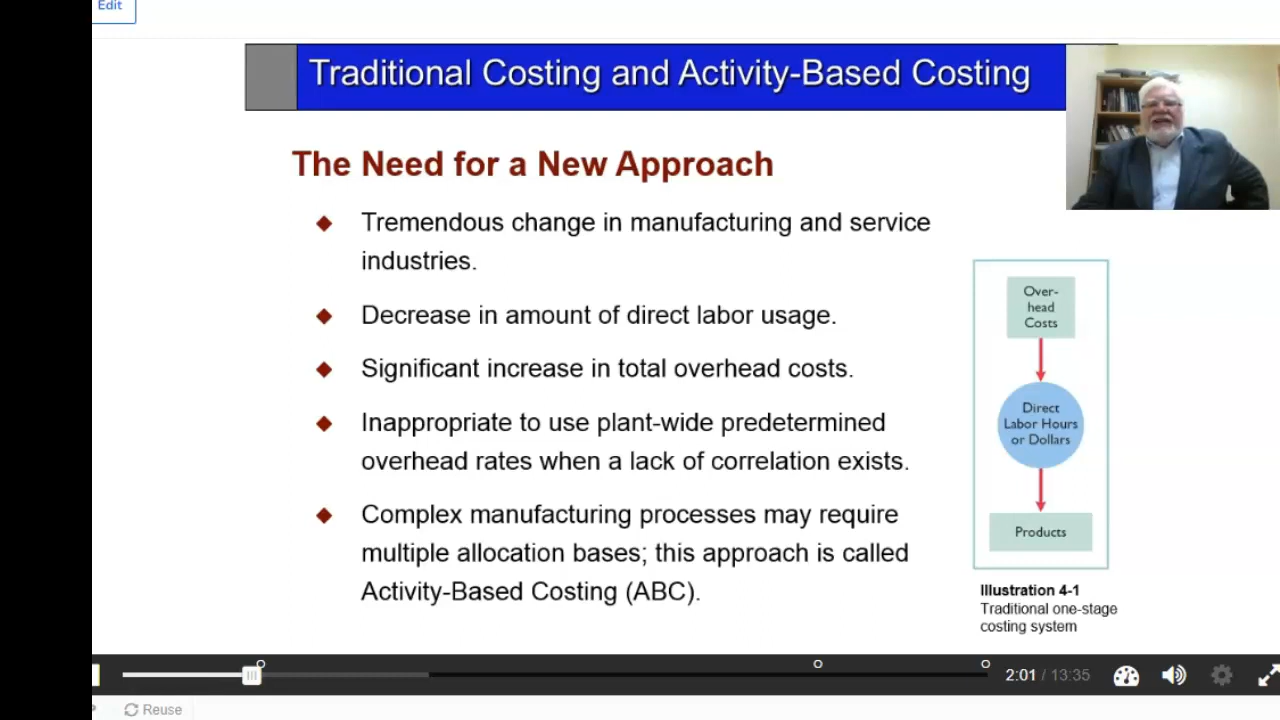 Edit
Traditional Costing and Activity-Based Costing
The Need for a New Approach
Tremendous change in manufacturing and service
industries.
Decrease in amount of direct labor usage.
Significant increase in total overhead costs.
Inappropriate to use plant-wide predetermined
overhead rates when a lack of correlation exists.
Complex manufacturing processes may require
multiple allocation bases; this approach is called
Activity-Based Costing (ABC).
Over-
head
Costs
Direct
Labor Hours
or Dollars
Products
Illustration 4-1
Traditional one-stage
costing system
2:01 / 13:35
Reuse